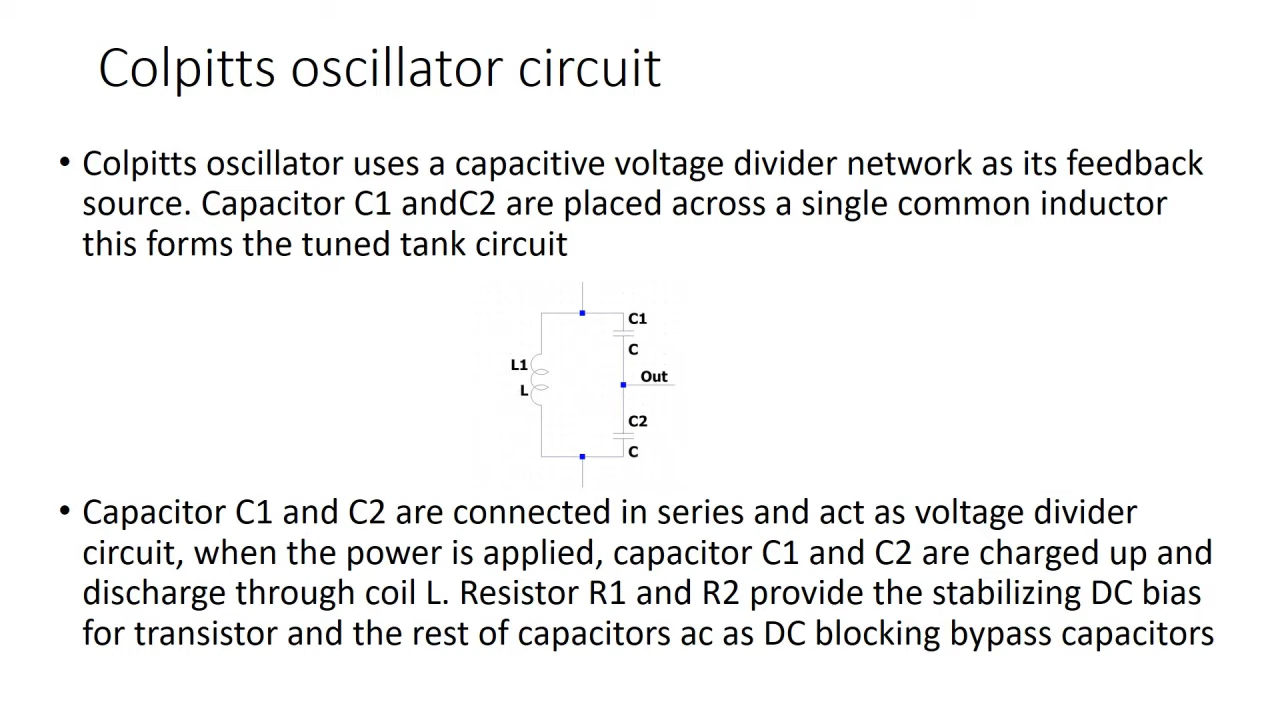 Colpitts oscillator circuit
• Colpitts oscillator uses a capacitive voltage divider network as its feedback
source. Capacitor C1 andC2 are placed across a single common inductor
this forms the tuned tank circuit
C1
C
L1
Out
L
C2
C
• Capacitor C1 and C2 are connected in series and act as voltage divider
circuit, when the power is applied, capacitor C1 and C2 are charged up and
discharge through coil L. Resistor R1 and R2 provide the stabilizing DC bias
for transistor and the rest of capacitors ac as DC blocking bypass capacitors